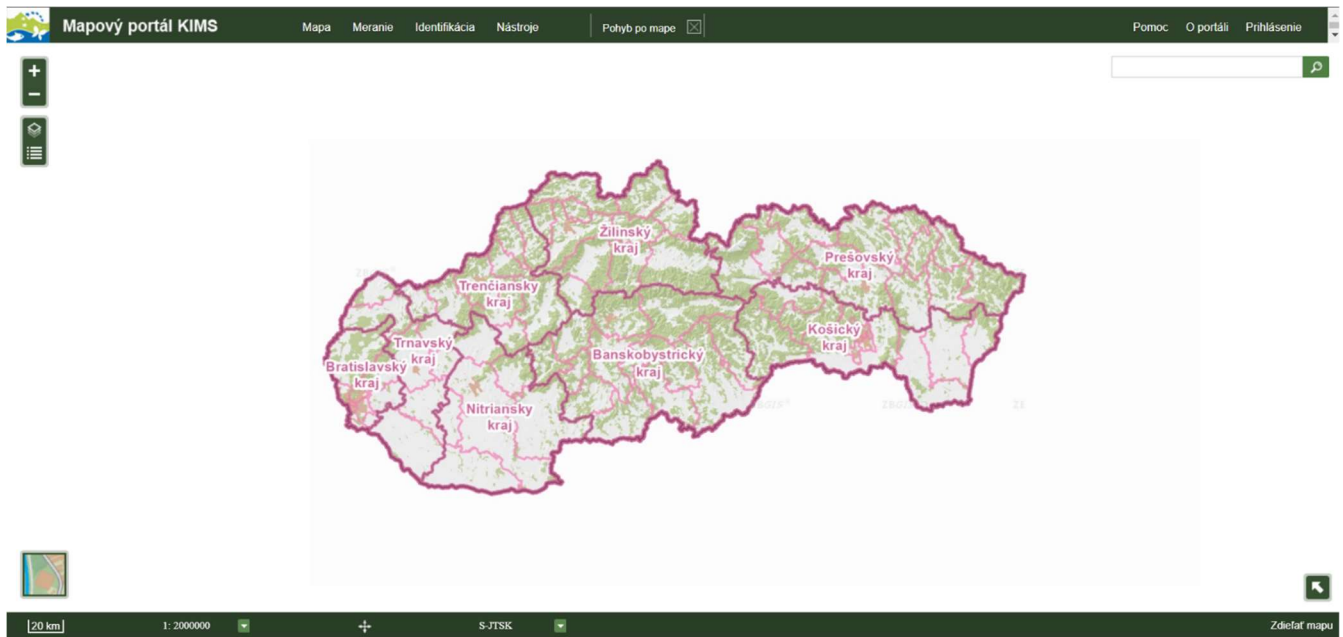 Mapový portál KIMS
Mapa Meranie Identifikácia Nástroje Pohyb po mape
Pomoc O portáli Prihlásenie
Žilinský
kraj
Prešovský
kraj
Trenčiansky
kraj
Košický
kraj
Trnavský
kraj
Banskobystrický
kraj
Bratislavský
kraj
Nitriansky
kraj
20 km
1: 2000000
S-JTSK
Zdieľať mapu